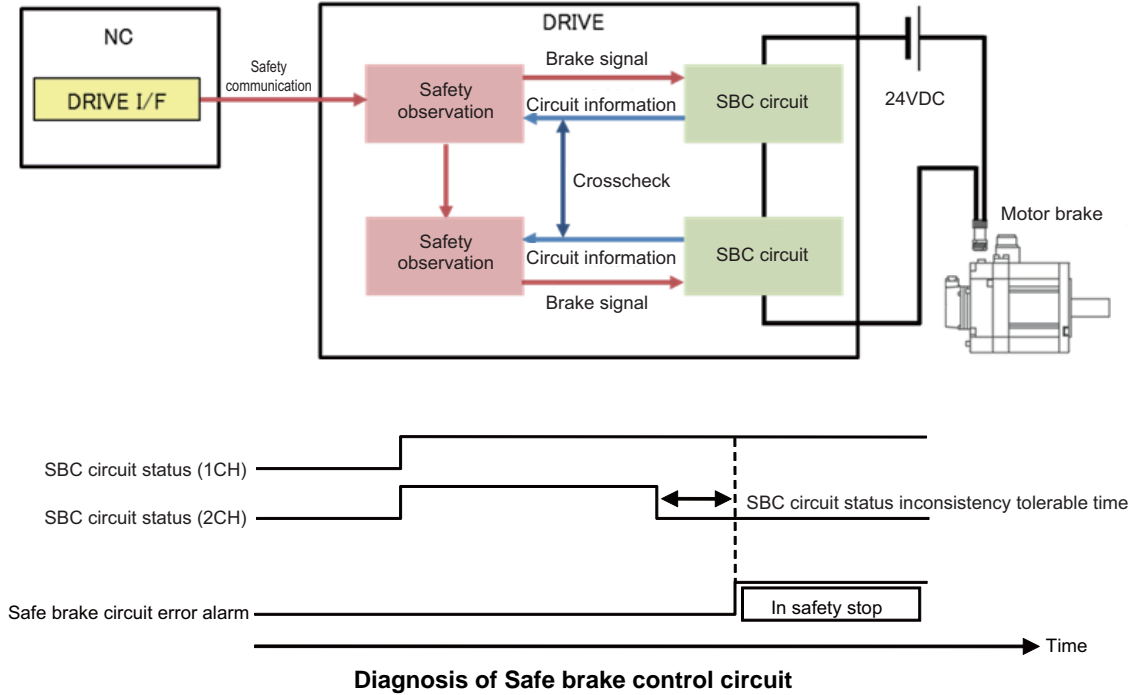 NC
DRIVE I/F
Safety
communication
DRIVE
Safety
observation
Brake signal
Circuit information
SBC circuit
24VDC
Crosscheck
Safety
observation
Circuit information
Brake signal
SBC circuit
Motor brake
SBC circuit status (1CH)
SBC circuit status (2CH)
SBC circuit status inconsistency tolerable time
Safe brake circuit error alarm
In safety stop
Time
Diagnosis of Safe brake control circuit